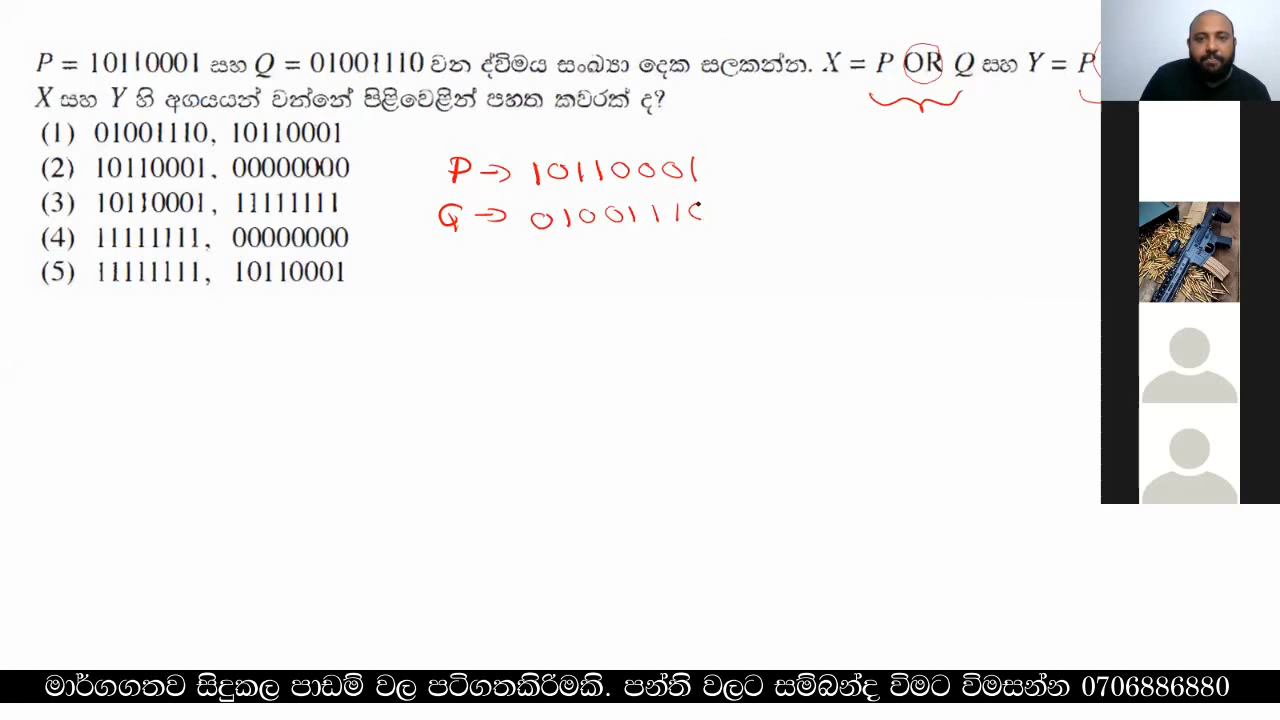 P = 10110001 සහ Q = 01001110 වන ද්විමය සංඛ්‍යා දෙක සලකන්න. X = P OR Q සහ Y = P
X සහ Y හි අගයයන් වන්නේ පිළිවෙළින් පහත කවරක් ද?
(1) 01001110, 10110001
(2) 10110001, 00000000
(3) 10110001, 11111111
(4) 11111111, 00000000
(5) 11111111, 10110001
P → 10110001
Q → 01001110
මාර්ගගතව සිදුකල පාඩම් වල පටිගතකිරිමකි. පන්ති වලට සම්බන්ද විමට විමසන්න 0706886880